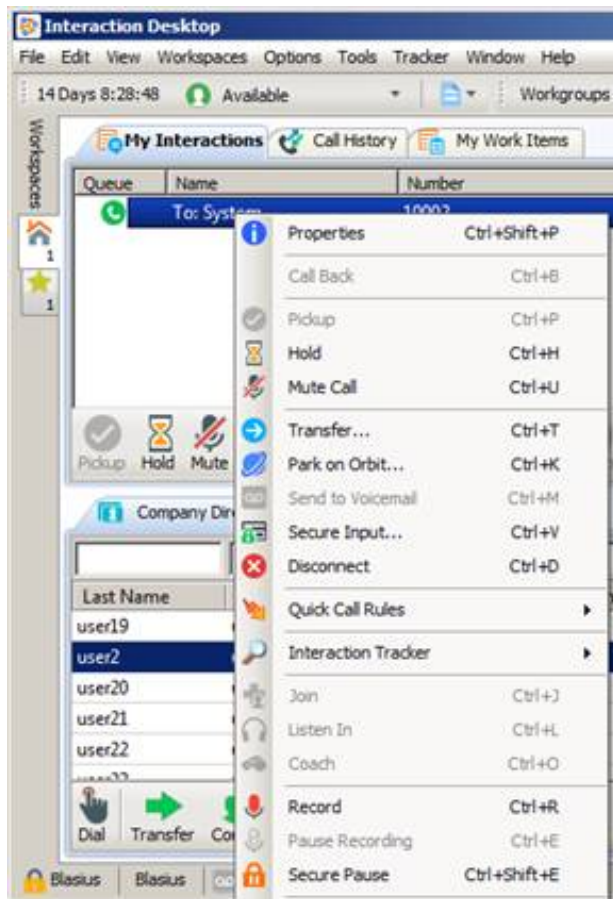 Interaction Desktop
File Edit View Workspaces Options Tools Tracker Window Help
14 Days 8:28:48 Available Workgroups
Workspaces
My Interactions Call History My Work Items
Queue Name Number
To: System 10002
1
1
Properties Ctrl+Shift+P
Call Back Ctrl+B
Pickup Ctrl+P
Hold Ctrl+H
Mute Call Ctrl+U
Transfer... Ctrl+T
Park on Orbit... Ctrl+K
Send to Voicemail Ctrl+M
Secure Input... Ctrl+V
Disconnect Ctrl+D
Quick Call Rules
Interaction Tracker
Join Ctrl+J
Listen In Ctrl+L
Coach Ctrl+O
Record Ctrl+R
Pause Recording Ctrl+E
Secure Pause Ctrl+Shift+E
Pickup Hold Mute
Company Dir
Last Name
user19
user2
user20
user21
user22
Dial Transfer Co
Blasius Blasius